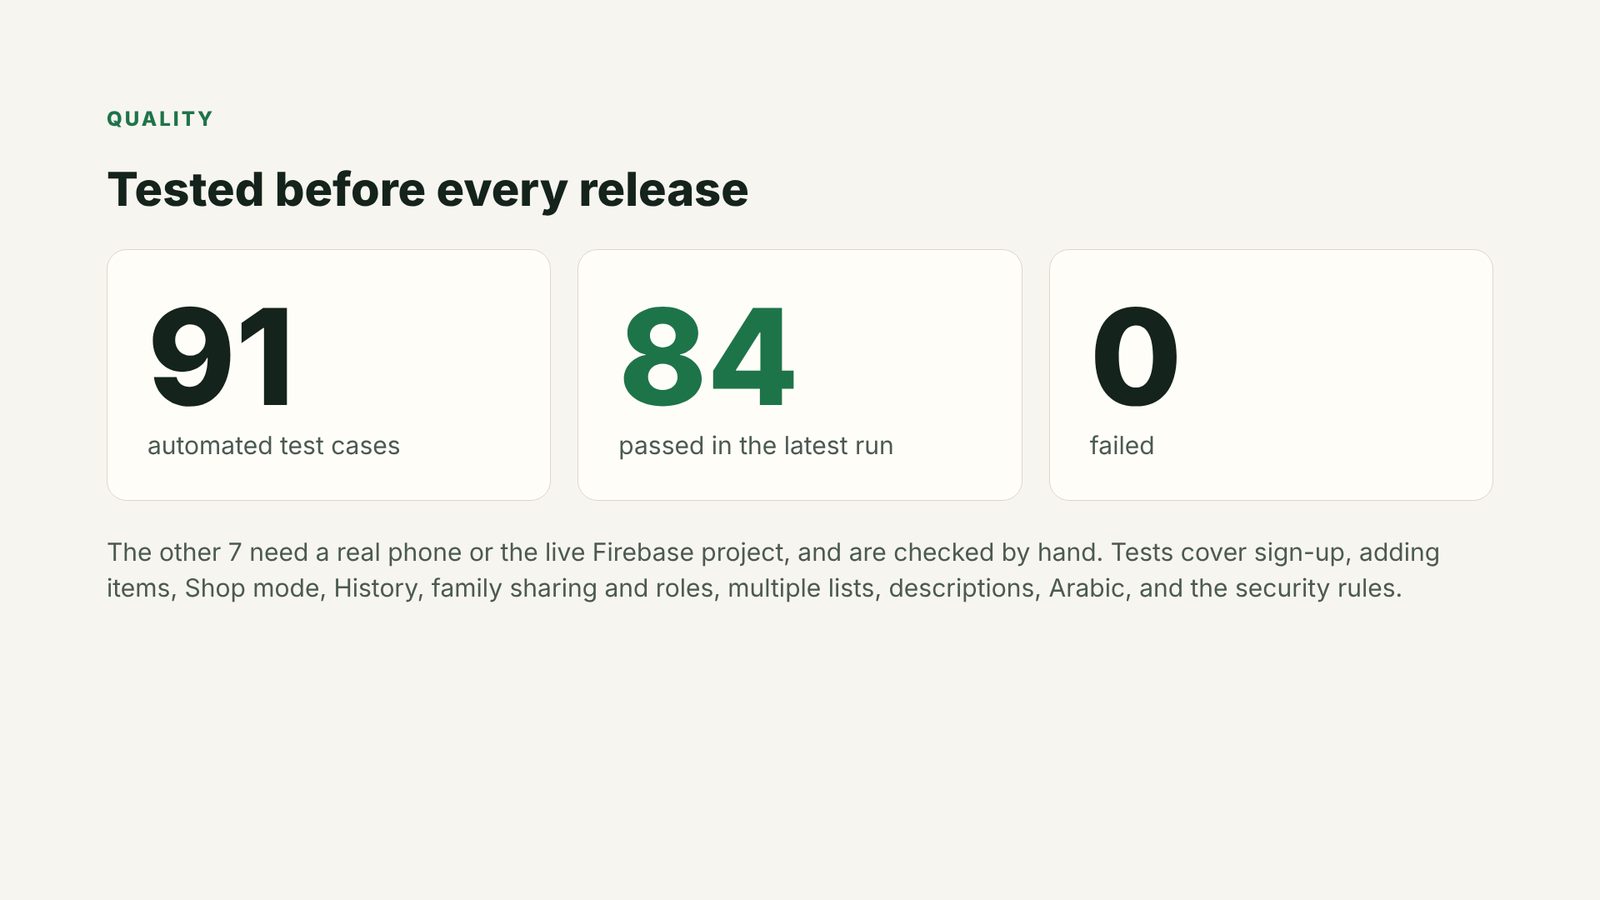 QUALITY
Tested before every release
91
automated test cases
84
passed in the latest run
0
failed
The other 7 need a real phone or the live Firebase project, and are checked by hand. Tests cover sign-up, adding
items, Shop mode, History, family sharing and roles, multiple lists, descriptions, Arabic, and the security rules.